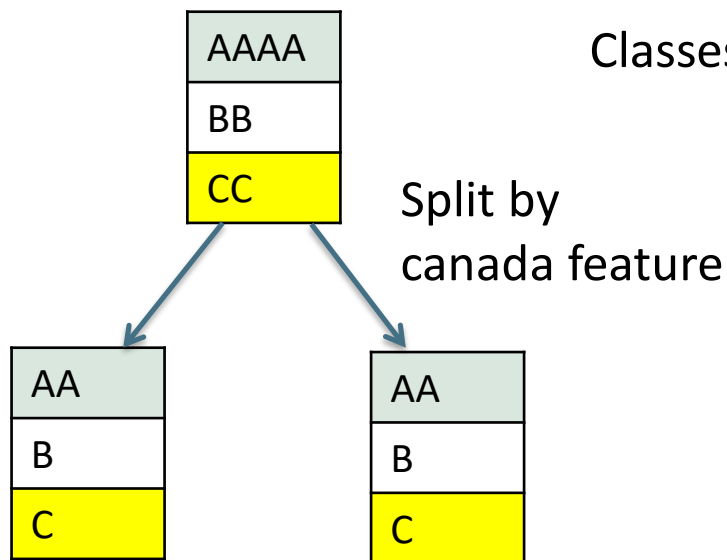 AAAA
Classes
BB
CC
Split by
canada feature
AA
B
C
AA
B
C